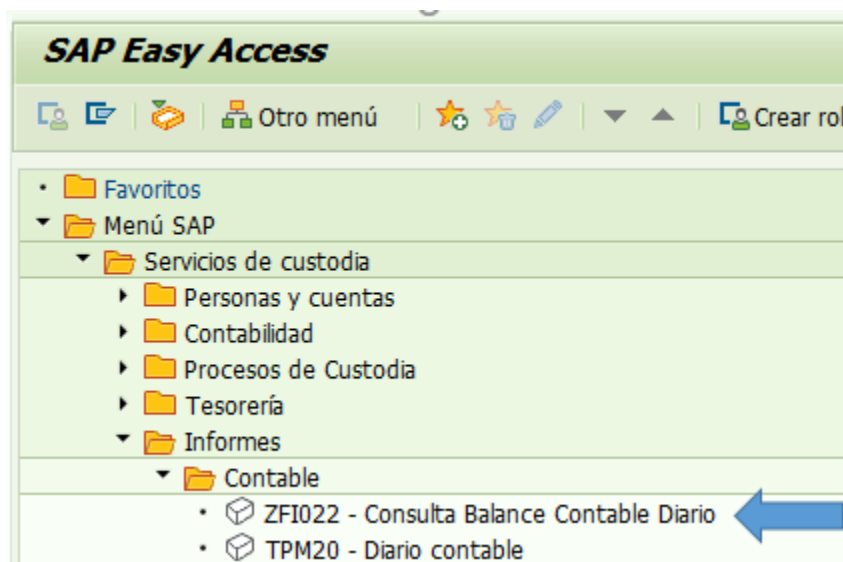 SAP Easy Access
Otro menú Crear rol
Favoritos
Menú SAP
Servicios de custodia
Personas y cuentas
Contabilidad
Procesos de Custodia
Tesorería
Informes
Contable
ZFI022 - Consulta Balance Contable Diario
TPM20 - Diario contable